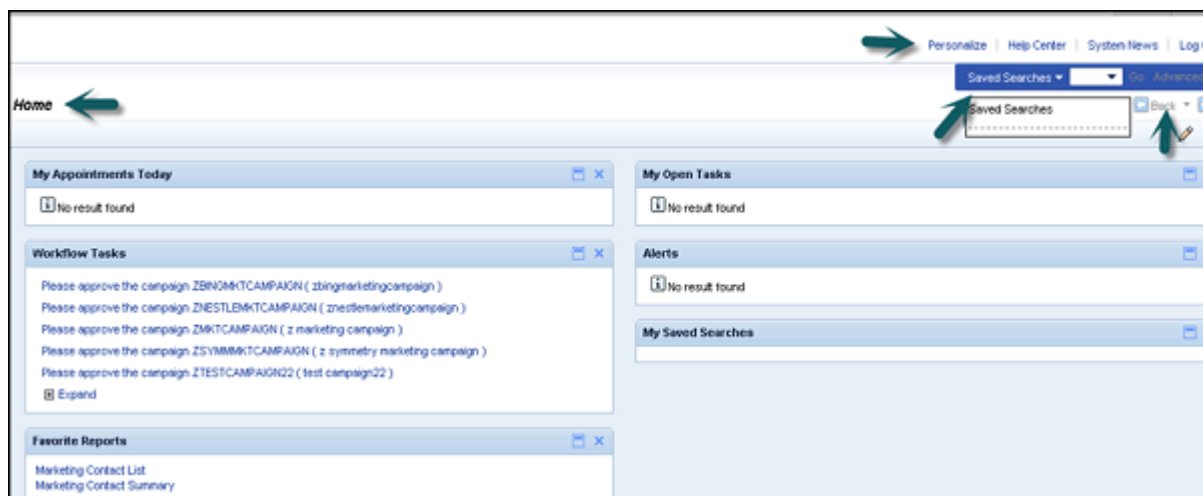 Personalize | Help Center | System News | Log
Saved Searches Go Advanced
Home
Saved Searches
Back
My Appointments Today
No result found
My Open Tasks
No result found
Workflow Tasks
Please approve the campaign ZBINGMKTCAMPAIGN ( zbingmarketingcampaign )
Please approve the campaign ZNESTLEMKTCAMPAIGN ( znestlemarketingcampaign )
Please approve the campaign ZMKTCAMPAIGN ( z marketing campaign )
Please approve the campaign ZSYMMMKTCAMPAIGN ( z symmetry marketing campaign )
Please approve the campaign ZTESTCAMPAIGN22 ( test campaign22 )
Expand
Alerts
No result found
My Saved Searches
Favorite Reports
Marketing Contact List
Marketing Contact Summary